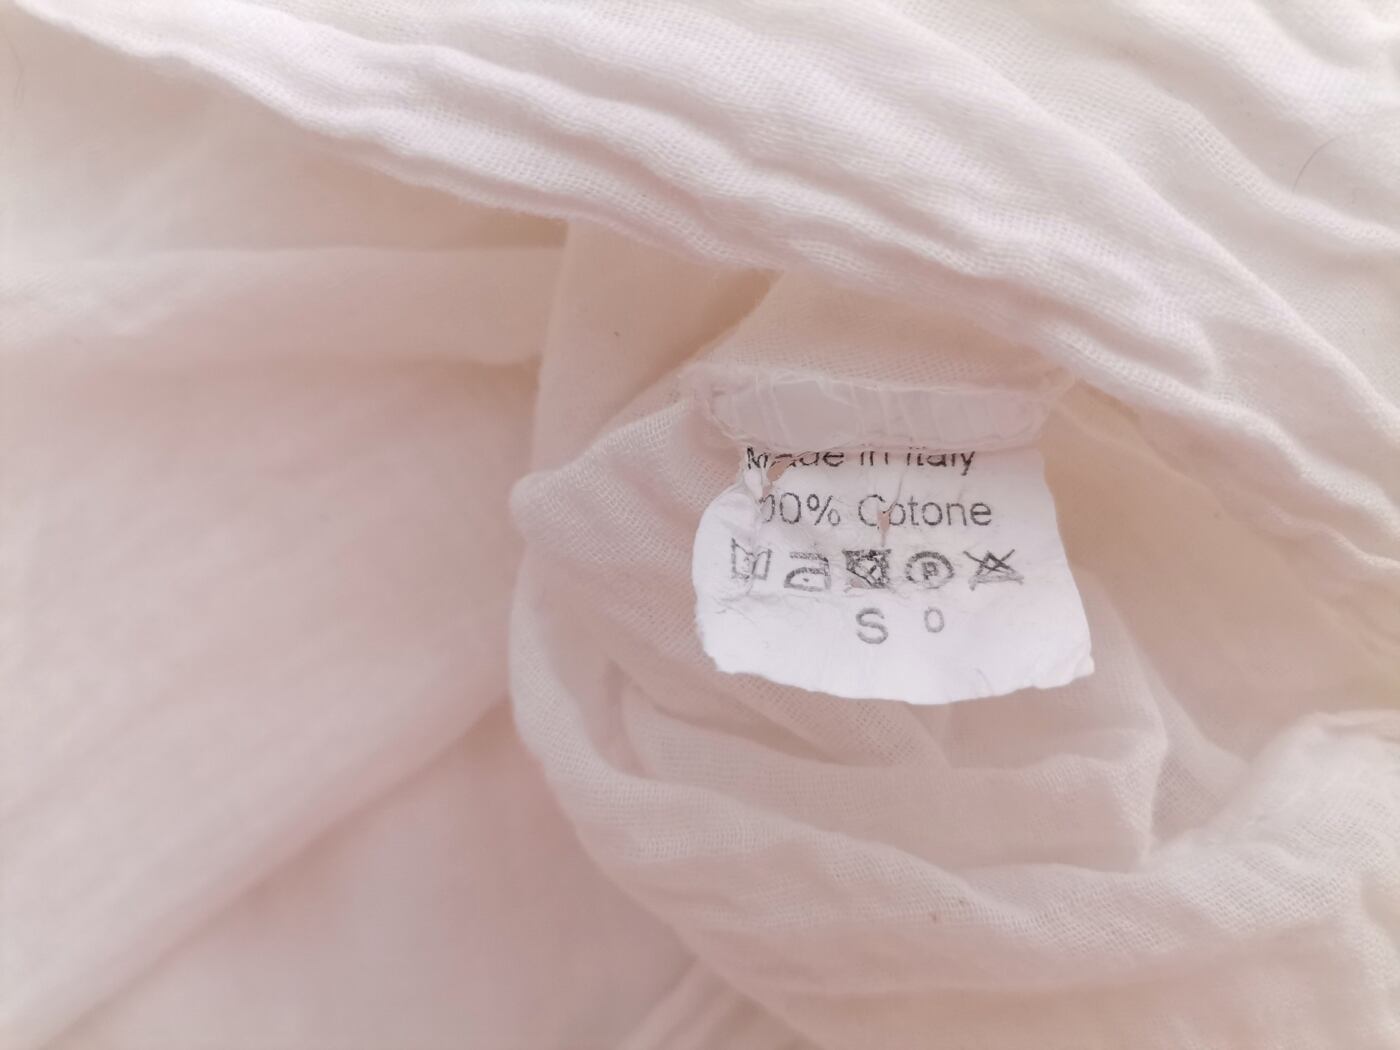 Made in Italy
00% Cotone
P
S 0